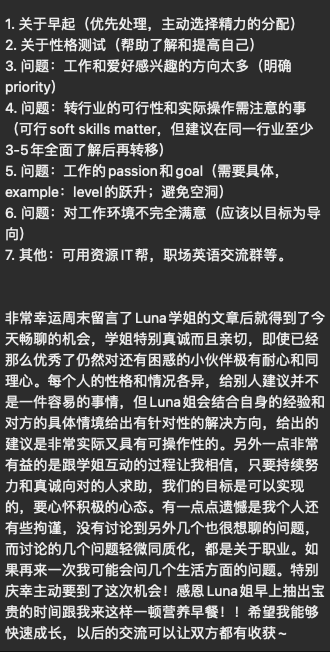 1. 关于早起（优先处理，主动选择精力的分配）
2. 关于性格测试（帮助了解和提高自己）
3. 问题：工作和爱好感兴趣的方向太多（明确
priority）
4. 问题：转行业的可行性和实际操作需注意的事
（可行 soft skills matter，但建议在同一行业至少
3-5年全面了解后再转移）
5. 问题：工作的passion和goal（需要具体，
example：level的跃升；避免空洞）
6. 问题：对工作环境不完全满意（应该以目标为导
向）
7. 其他：可用资源IT帮，职场英语交流群等。
非常幸运周末留言了Luna学姐的文章后就得到了今
天畅聊的机会，学姐特别真诚而且亲切，即使已经
那么优秀了仍然对还有困惑的小伙伴极有耐心和同
理心。每个人的性格和情况各异，给别人建议并不
是一件容易的事情，但Luna姐会结合自身的经验和
对方的具体情境给出有针对性的解决方向，给出的
建议是非常实际又具有可操作性的。另外一点非常
有益的是跟学姐互动的过程让我相信，只要持续努
力和真诚向对的人求助，我们的目标是可以实现
的，要心怀积极的心态。有一点点遗憾是我个人还
有些拘谨，没有讨论到另外几个也很想聊的问题，
而讨论的几个问题轻微同质化，都是关于职业。如
果再来一次我可能会问几个生活方面的问题。特别
庆幸主动要到了这次机会！感恩Luna姐早上抽出宝
贵的时间跟我来这样一顿营养早餐！！希望我能够
快速成长，以后的交流可以让双方都有收获～